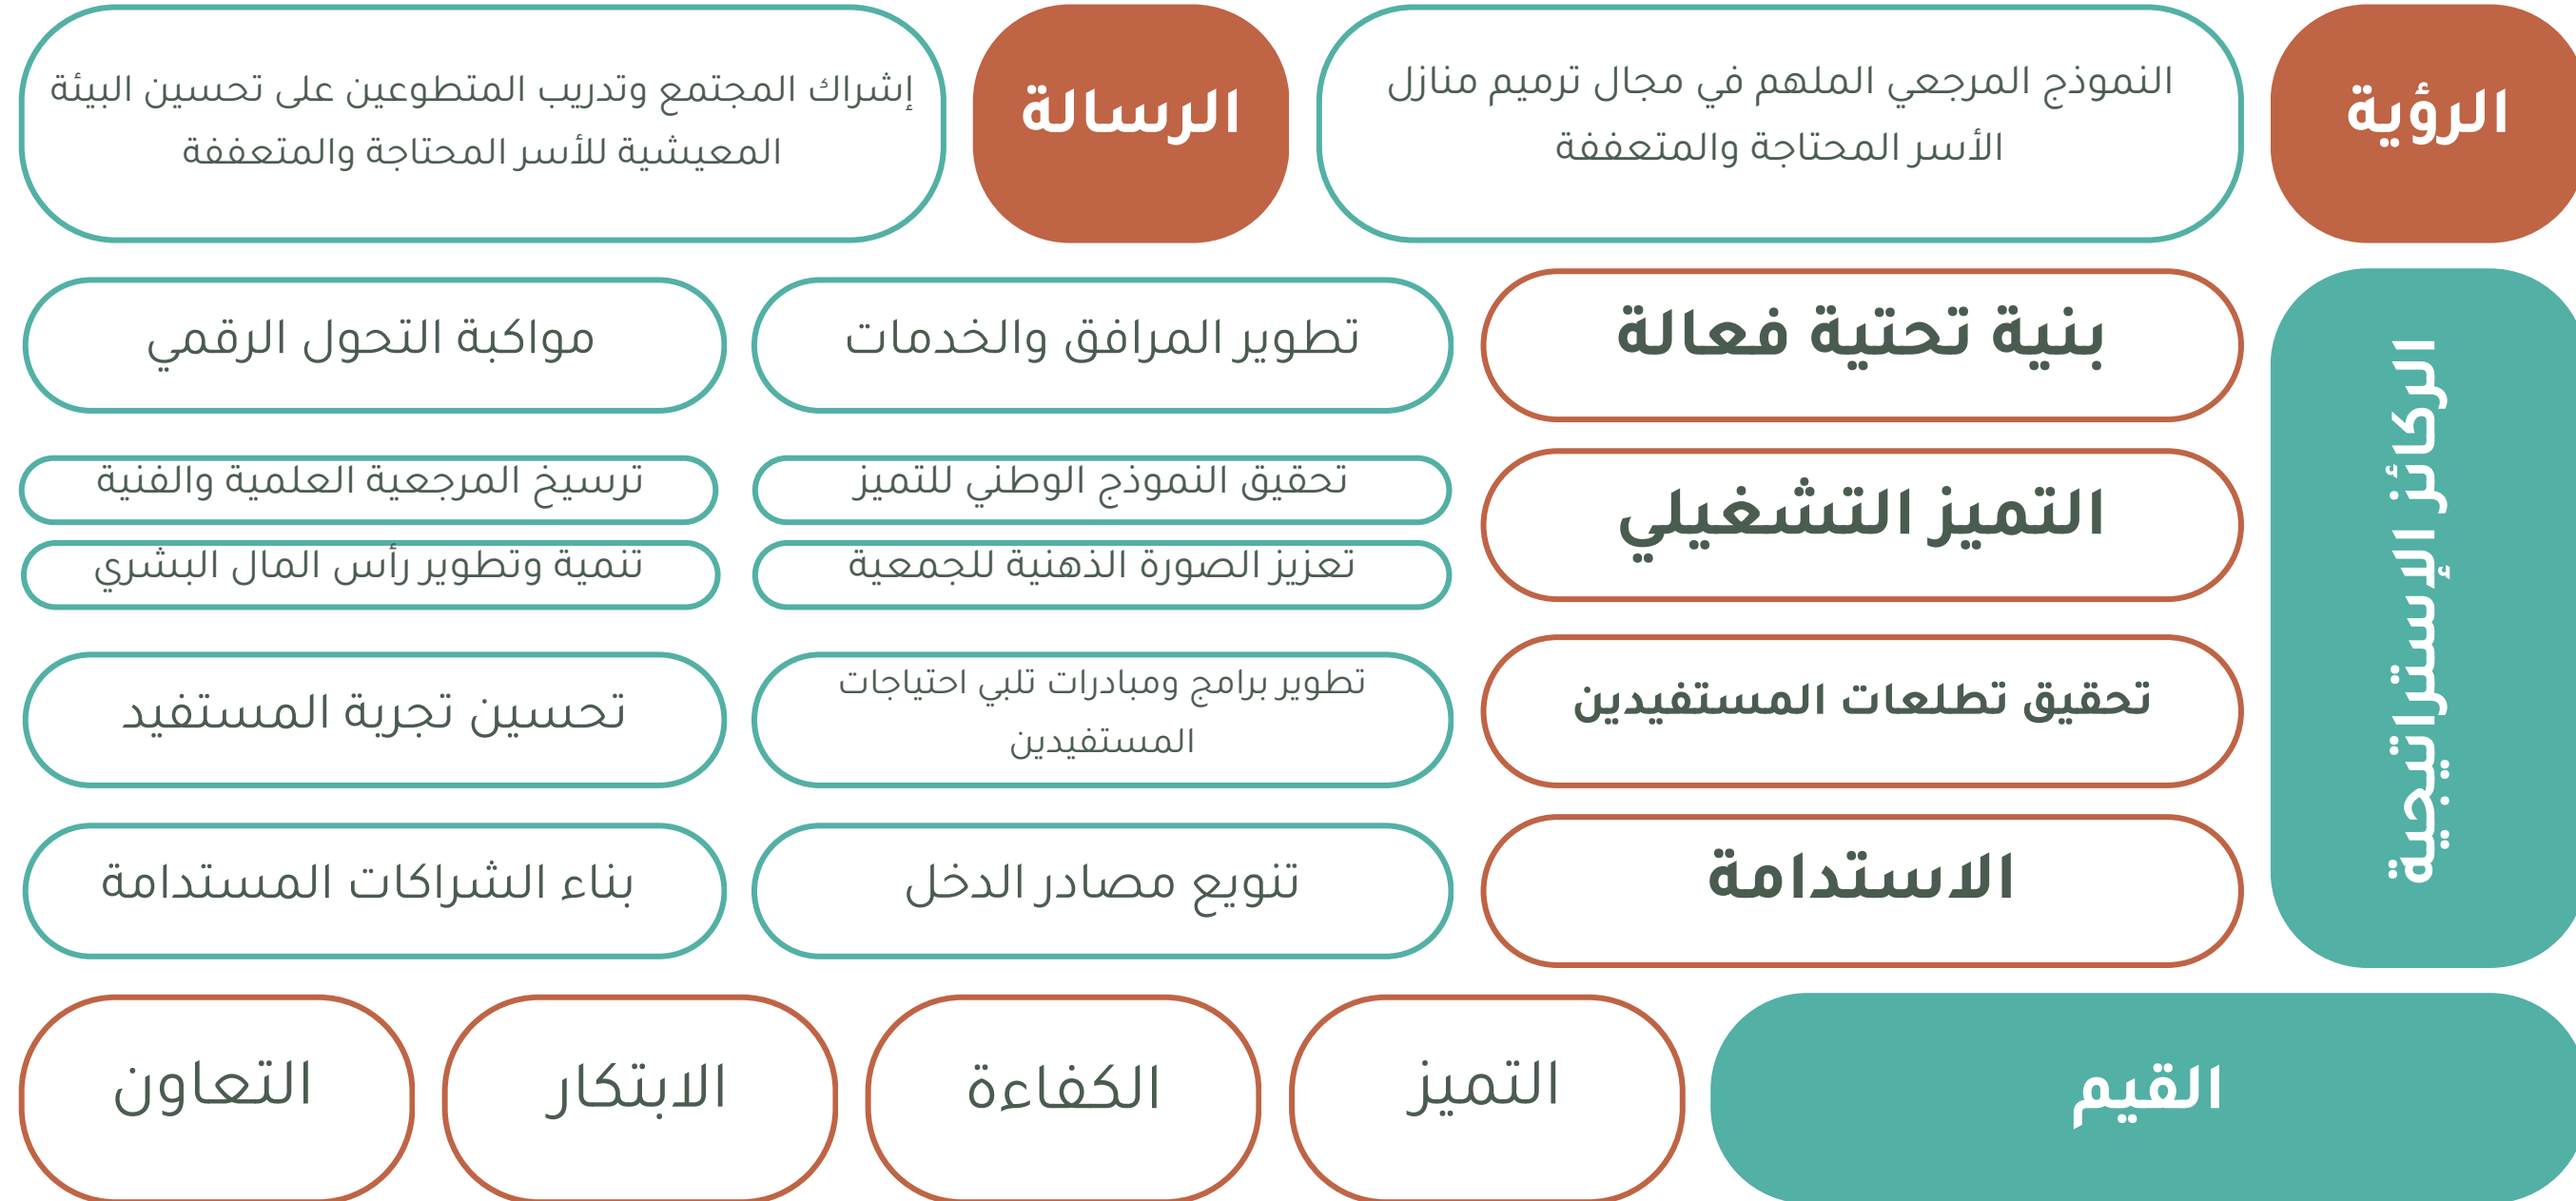 الرؤية
النموذج المرجعي الملهم في مجال ترميم منازل
الأسر المحتاجة والمتعففة
الرسالة
إشراك المجتمع وتدريب المتطوعين على تحسين البيئة
المعيشية للأسر المحتاجة والمتعففة
الركائز الإستراتيجية
بنية تحتية فعالة
تطوير المرافق والخدمات
مواكبة التحول الرقمي
التميز التشغيلي
تحقيق النموذج الوطني للتميز
ترسيخ المرجعية العلمية والفنية
تعزيز الصورة الذهنية للجمعية
تنمية وتطوير رأس المال البشري
تحقيق تطلعات المستفيدين
تطوير برامج ومبادرات تلبي احتياجات
المستفيدين
تحسين تجربة المستفيد
الاستدامة
تنويع مصادر الدخل
بناء الشراكات المستدامة
القيم
التميز
الكفاءة
الابتكار
التعاون